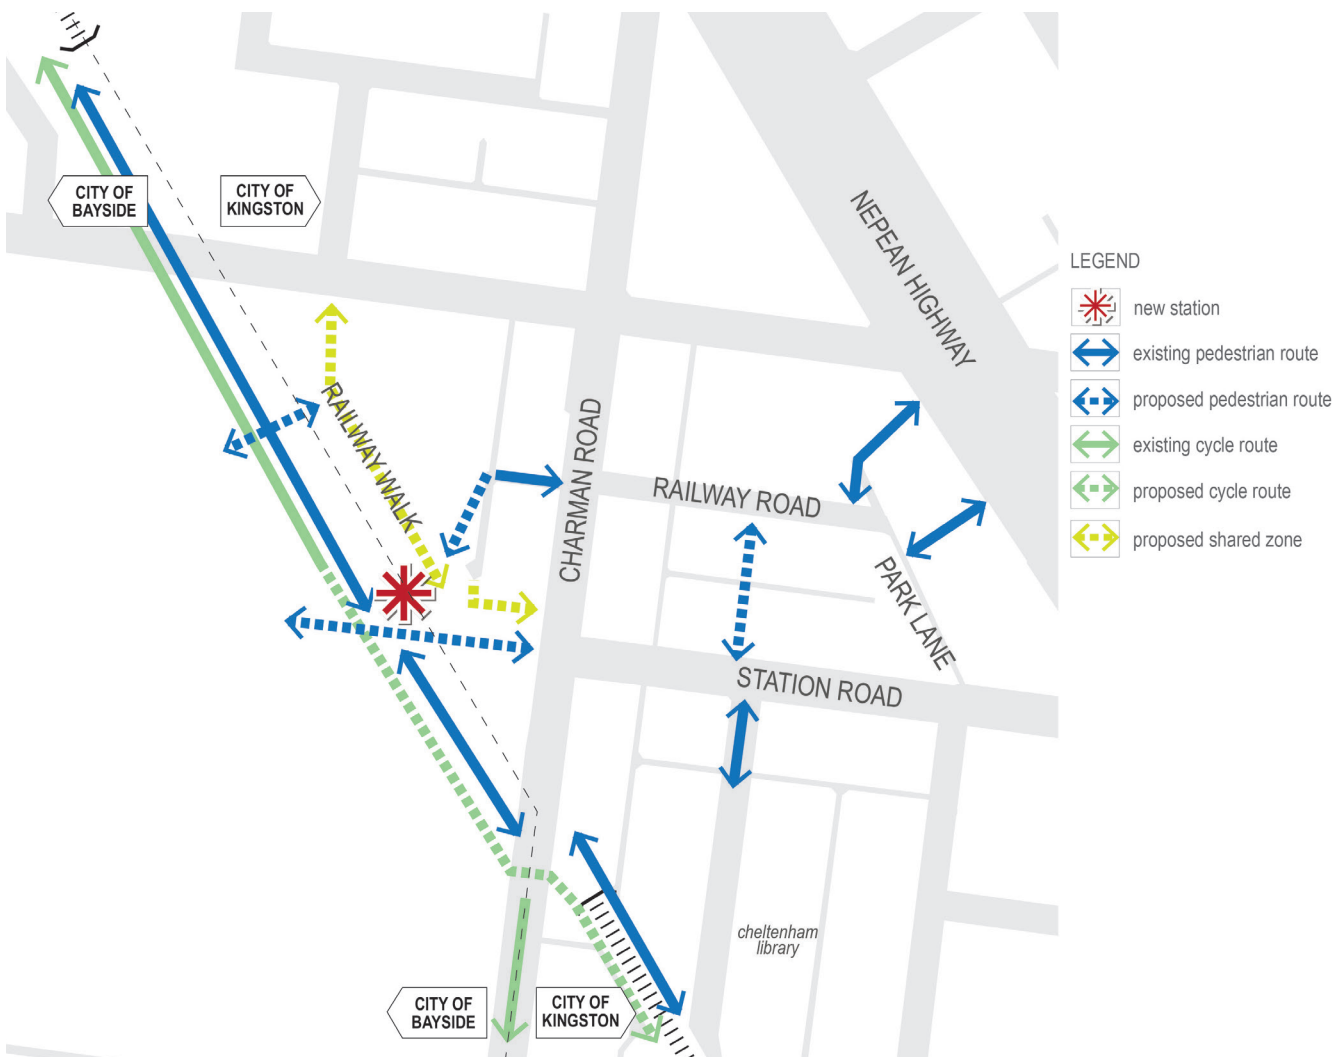 CITY OF
BAYSIDE
CITY OF
KINGSTON
NEPEAN HIGHWAY
RAILWAY WALK
CHARMAN ROAD
RAILWAY ROAD
PARK LANE
STATION ROAD
cheltenham
library
CITY OF
BAYSIDE
CITY OF
KINGSTON
LEGEND
new station
existing pedestrian route
proposed pedestrian route
existing cycle route
proposed cycle route
proposed shared zone